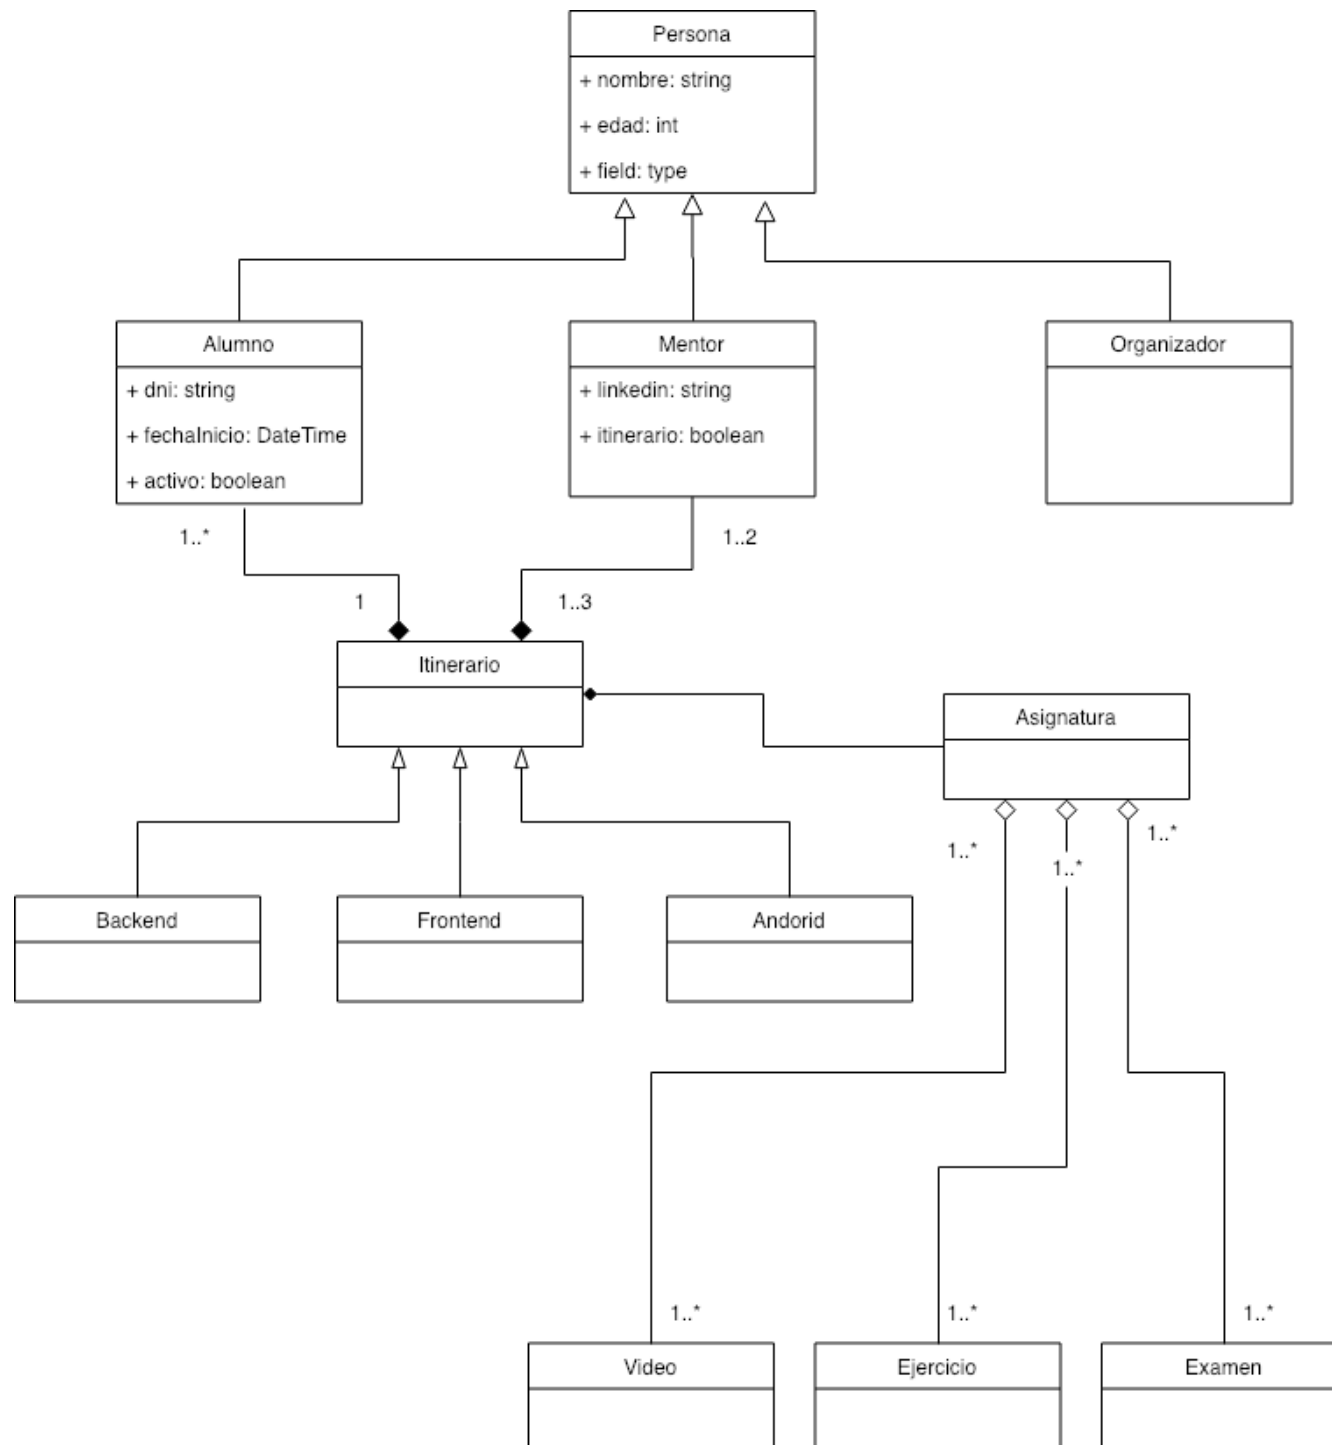 Persona
+ nombre: string
+ edad: int
+ field: type
Alumno
+ dni: string
+ fechaInicio: DateTime
+ activo: boolean
Mentor
+ linkedin: string
+ itinerario: boolean
Organizador
1..*
1..2
1
1..3
Itinerario
Asignatura
1..*
1..*
1..*
Backend
Frontend
Andorid
1..*
1..*
1..*
Video
Ejercicio
Examen